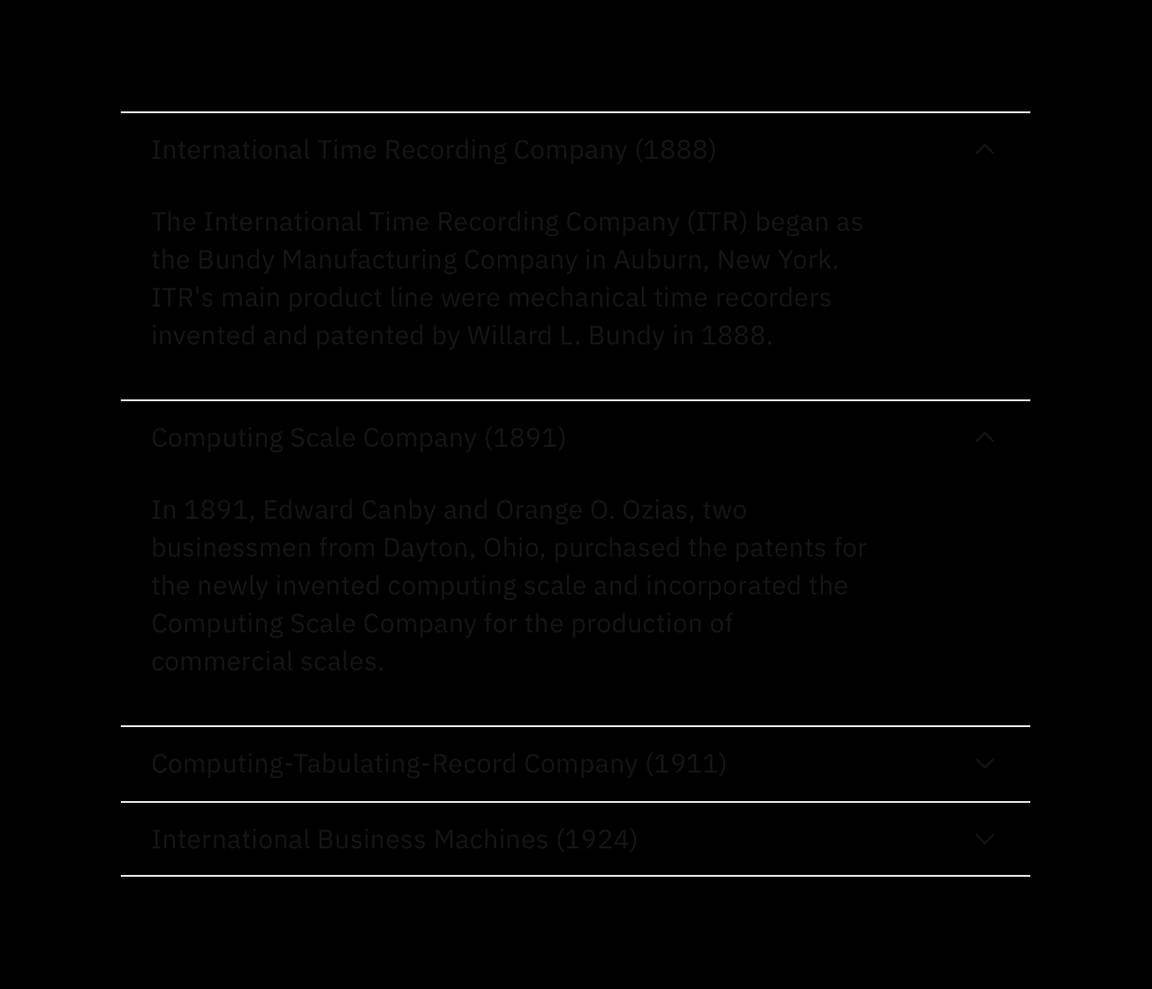 International Time Recording Company (1888)
The International Time Recording Company (ITR) began as
the Bundy Manufacturing Company in Auburn, New York.
ITR's main product line were mechanical time recorders
invented and patented by Willard L. Bundy in 1888.
Computing Scale Company (1891)
In 1891, Edward Canby and Orange O. Ozias, two
businessmen from Dayton, Ohio, purchased the patents for
the newly invented computing scale and incorporated the
Computing Scale Company for the production of
commercial scales.
Computing-Tabulating-Record Company (1911)
International Business Machines (1924)